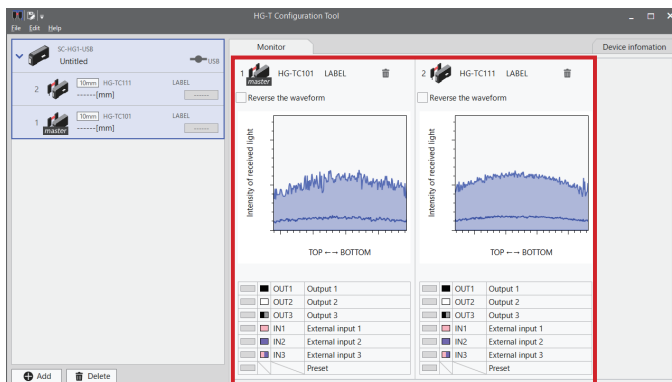 HG-T Configuration Tool
File Edit Help
SC-HG1-USB
Untitled
USB
2 10mm HG-TC111 LABEL
------[mm] ------
1 master 10mm HG-TC101 LABEL
------[mm] ------
Add Delete
Monitor
Device infomation
1 master HG-TC101 LABEL
Reverse the waveform
Intensity of received light
TOP ←→ BOTTOM
OUT1 Output 1
OUT2 Output 2
OUT3 Output 3
IN1 External input 1
IN2 External input 2
IN3 External input 3
Preset
2 HG-TC111 LABEL
Reverse the waveform
Intensity of received light
TOP ←→ BOTTOM
OUT1 Output 1
OUT2 Output 2
OUT3 Output 3
IN1 External input 1
IN2 External input 2
IN3 External input 3
Preset